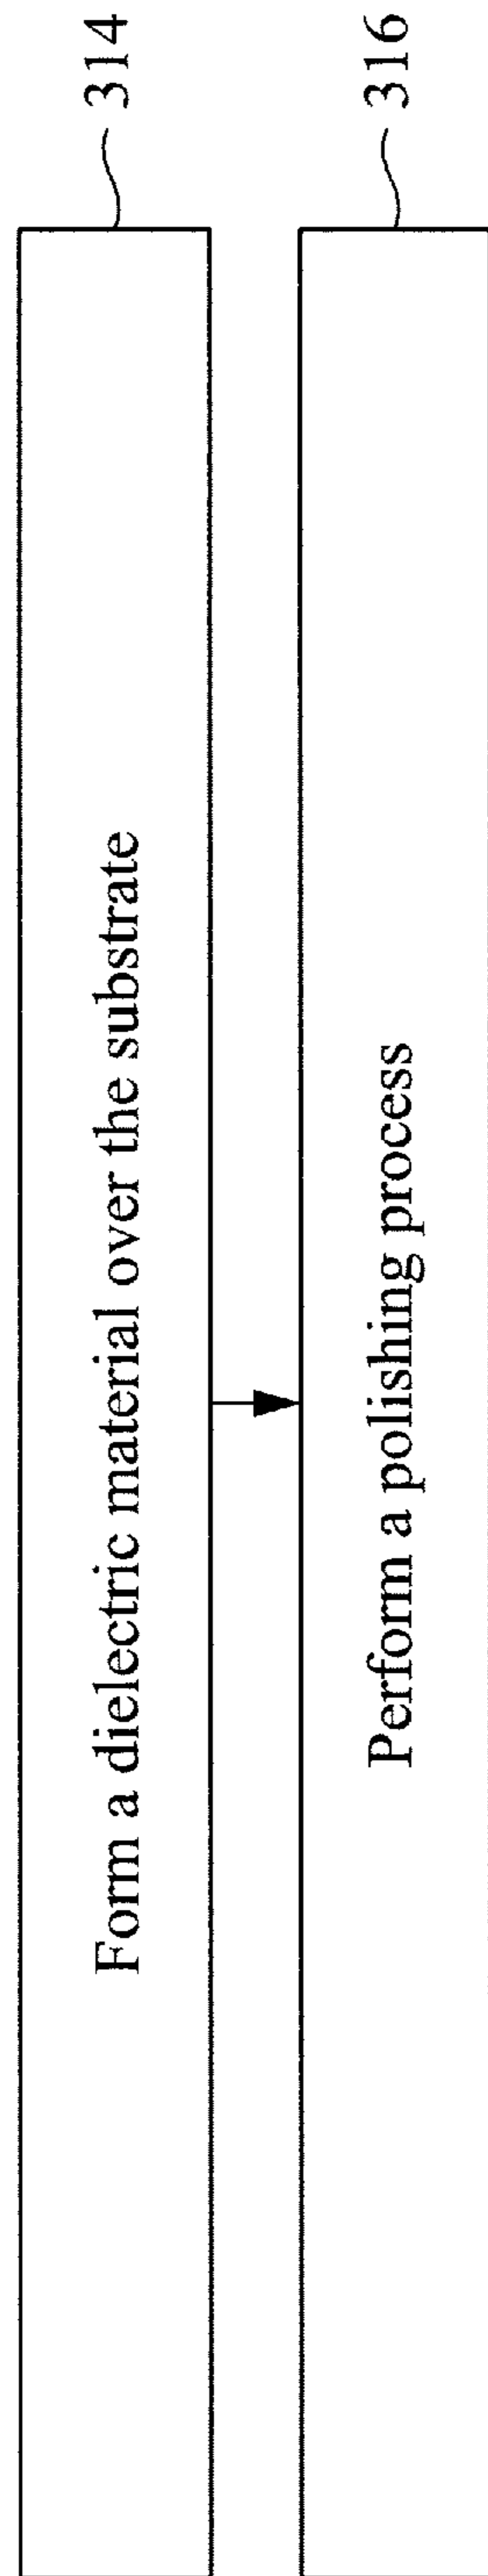 Form a dielectric material over the substrate
314
Perform a polishing process
316